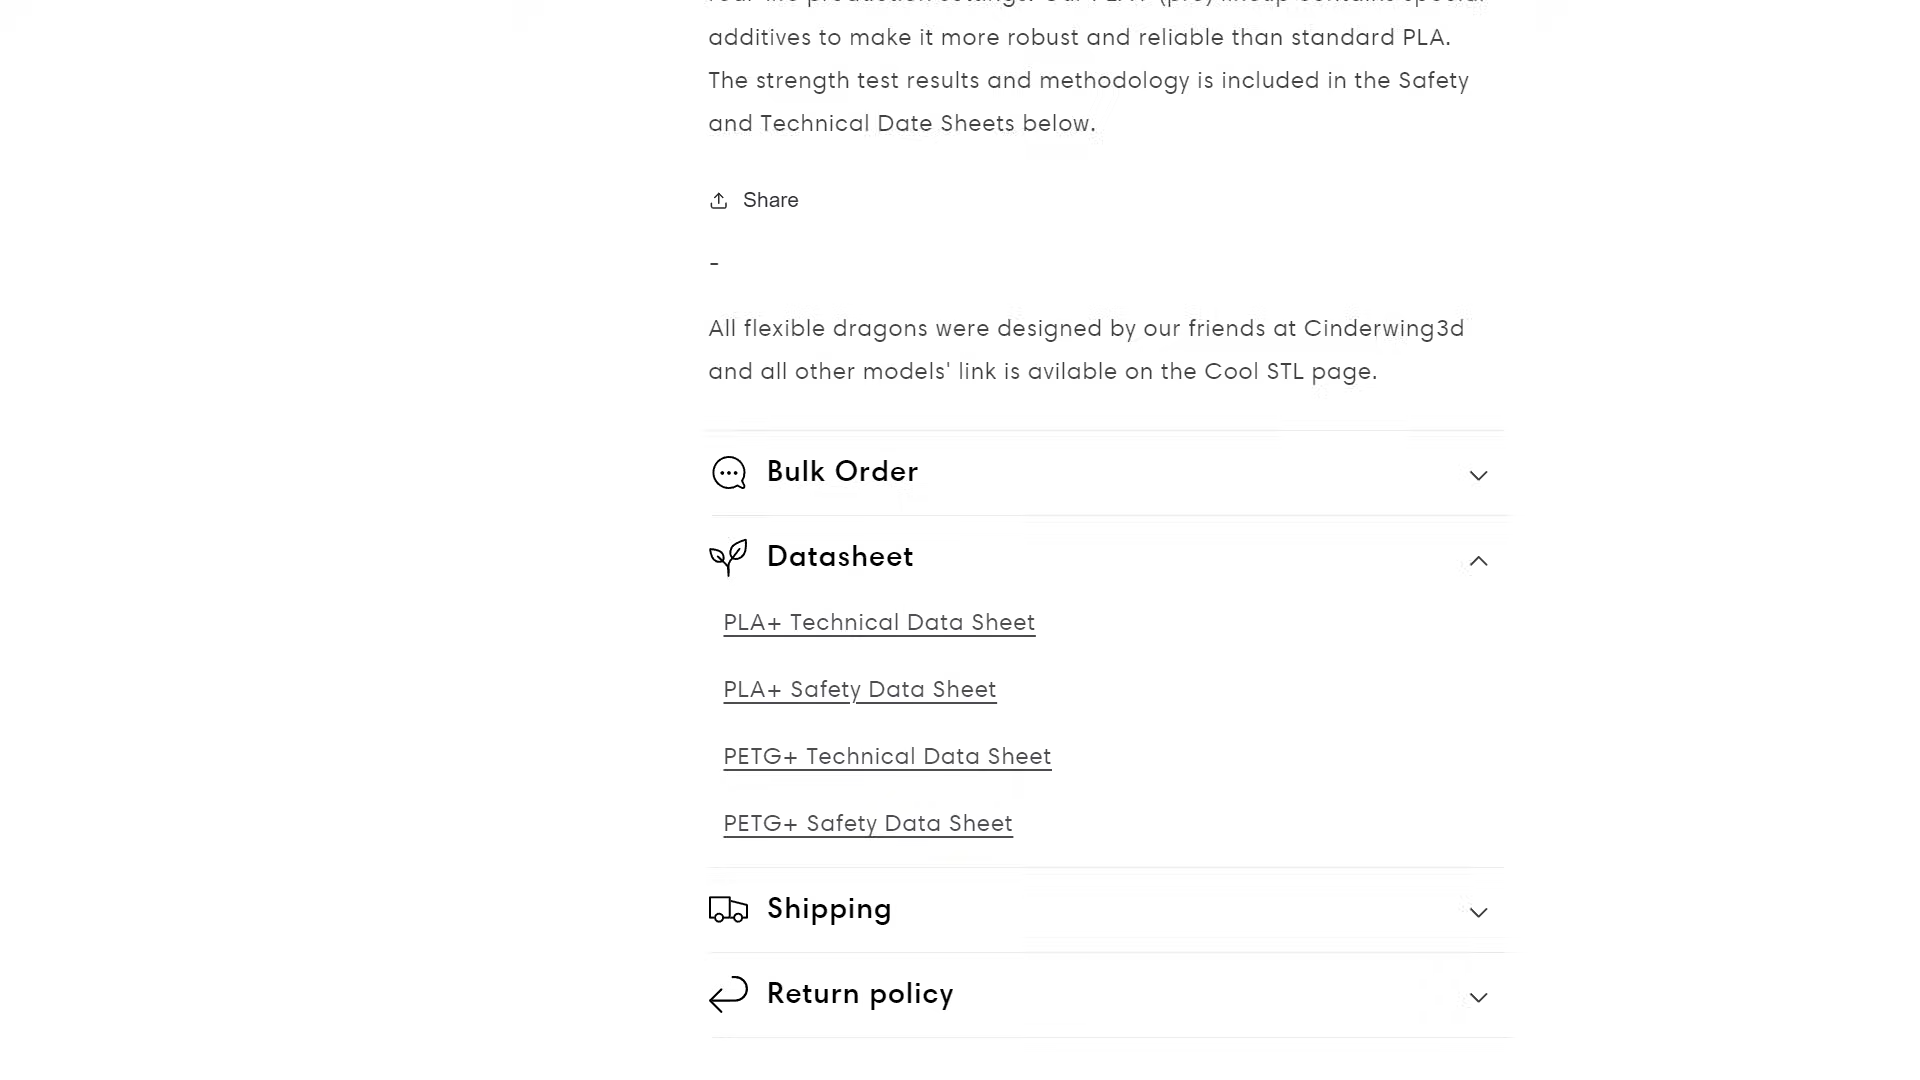 additives to make it more robust and reliable than standard PLA.
The strength test results and methodology is included in the Safety
and Technical Date Sheets below.
Share
-
All flexible dragons were designed by our friends at Cinderwing3d
and all other models' link is avilable on the Cool STL page.
Bulk Order
Datasheet
PLA+ Technical Data Sheet
PLA+ Safety Data Sheet
PETG+ Technical Data Sheet
PETG+ Safety Data Sheet
Shipping
Return policy